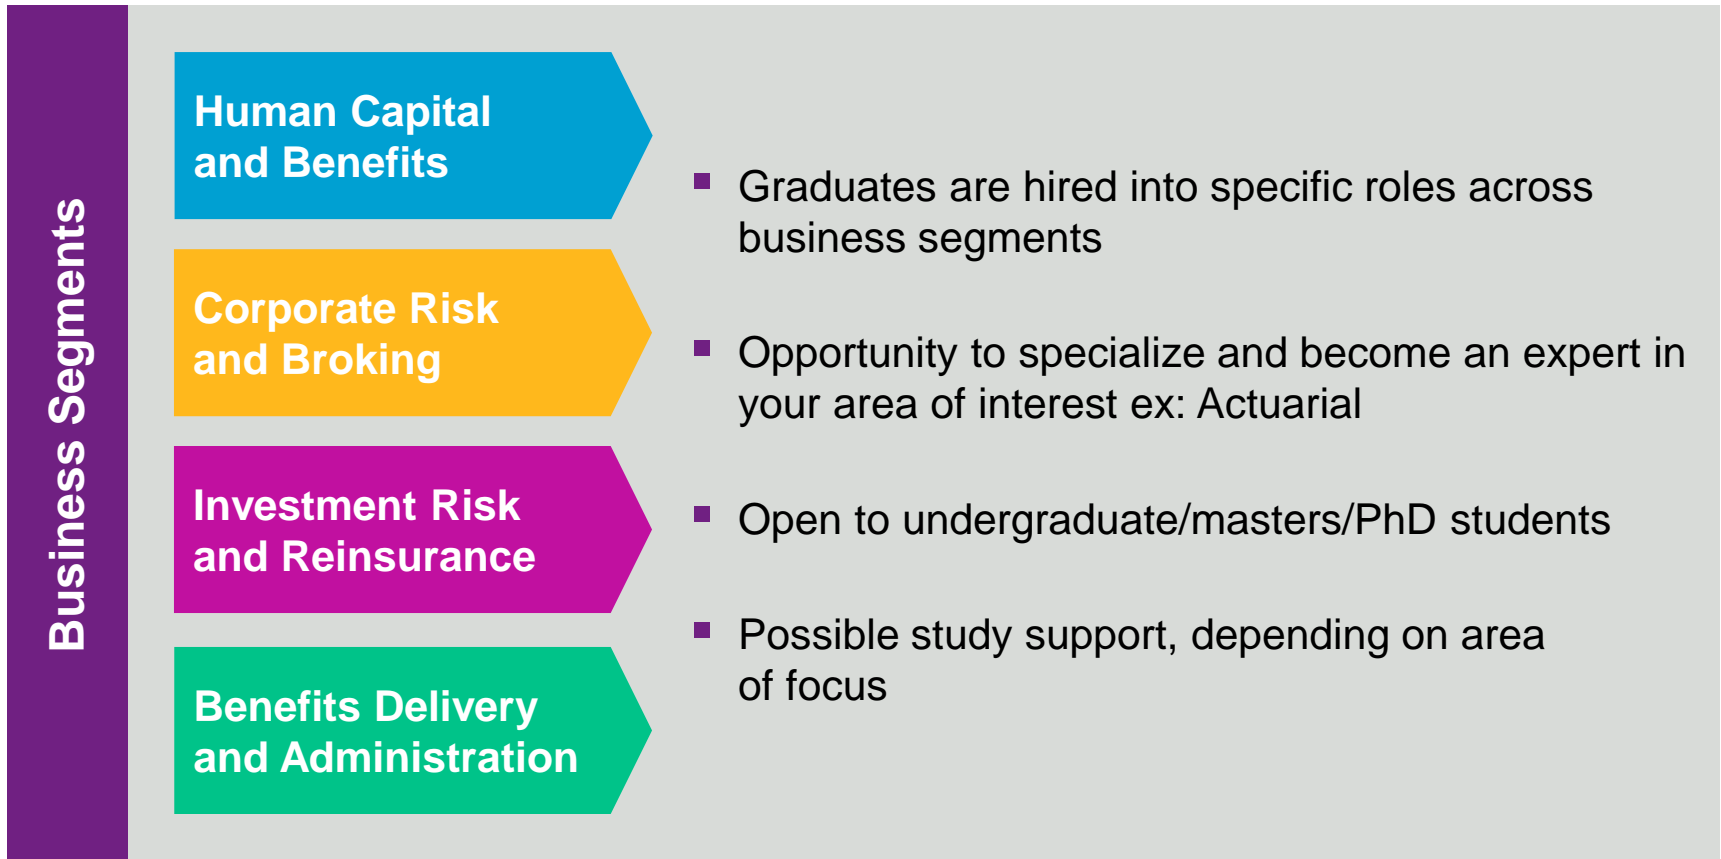 Business Segments
Human Capital
and Benefits
Corporate Risk
and Broking
Investment Risk
and Reinsurance
Benefits Delivery
and Administration
Graduates are hired into specific roles across
business segments
Opportunity to specialize and become an expert in
your area of interest ex: Actuarial
Open to undergraduate/masters/PhD students
Possible study support, depending on area
of focus